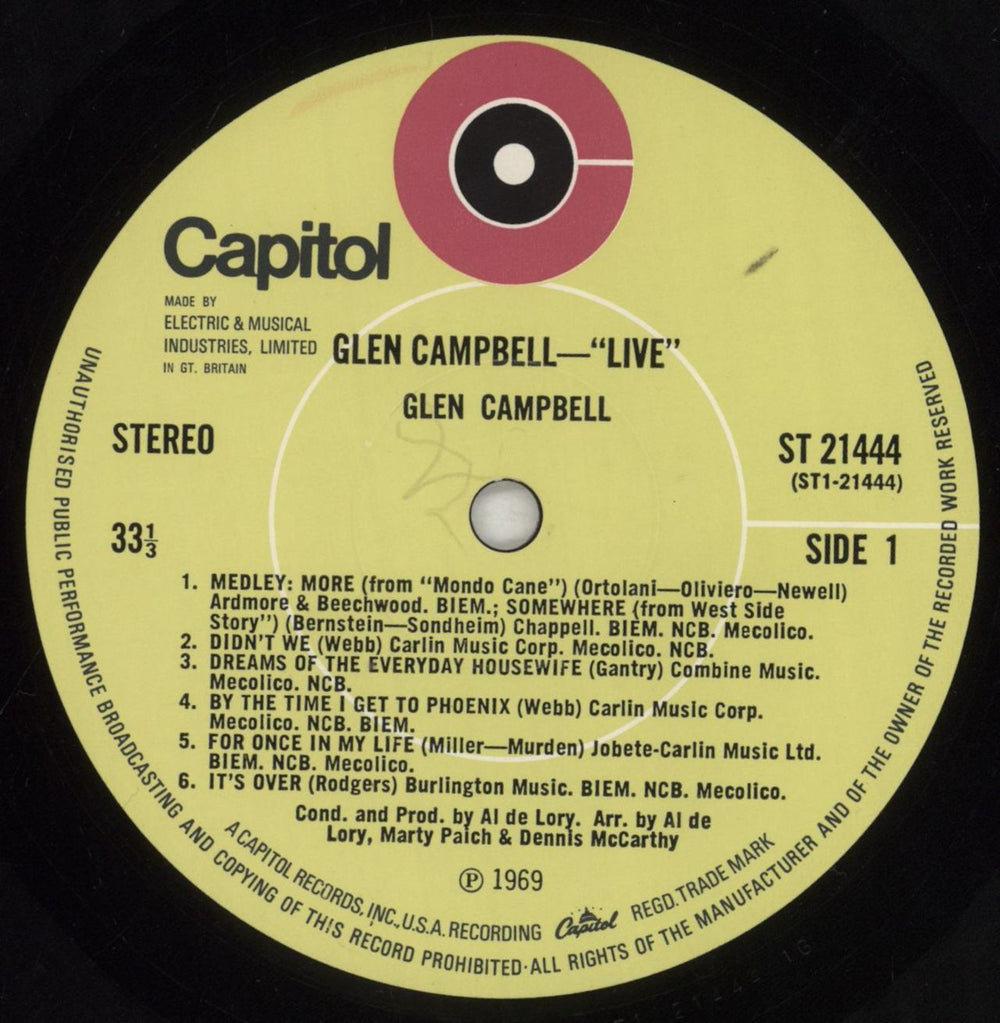 Capitol
MADE BY
ELECTRIC & MUSICAL
INDUSTRIES, LIMITED
IN GT. BRITAIN
GLEN CAMPBELL—“LIVE”
GLEN CAMPBELL
STEREO
33⅓
ST 21444
(ST1-21444)
SIDE 1
1. MEDLEY: MORE (from “Mondo Cane”) (Ortolani—Oliviero—Newell)
Ardmore & Beechwood. BIEM.; SOMEWHERE (from West Side
Story”) (Bernstein—Sondheim) Chappell. BIEM. NCB. Mecolico.
2. DIDN'T WE (Webb) Carlin Music Corp. Mecolico. NCB.
3. DREAMS OF THE EVERYDAY HOUSEWIFE (Gantry) Combine Music.
Mecolico. NCB.
4. BY THE TIME I GET TO PHOENIX (Webb) Carlin Music Corp.
Mecolico. NCB. BIEM.
5. FOR ONCE IN MY LIFE (Miller—Murden) Jobete-Carlin Music Ltd.
BIEM. NCB. Mecolico.
6. IT'S OVER (Rodgers) Burlington Music. BIEM. NCB. Mecolico.
Cond. and Prod. by Al de Lory. Arr. by Al de
Lory, Marty Paich & Dennis McCarthy
Ⓟ 1969
A CAPITOL RECORDS, INC., U.S.A. RECORDING Capitol REGD. TRADE MARK
UNAUTHORISED PUBLIC PERFORMANCE BROADCASTING AND COPYING OF THIS RECORD PROHIBITED·ALL RIGHTS OF THE MANUFACTURER AND OF THE OWNER OF THE RECORDED WORK RESERVED